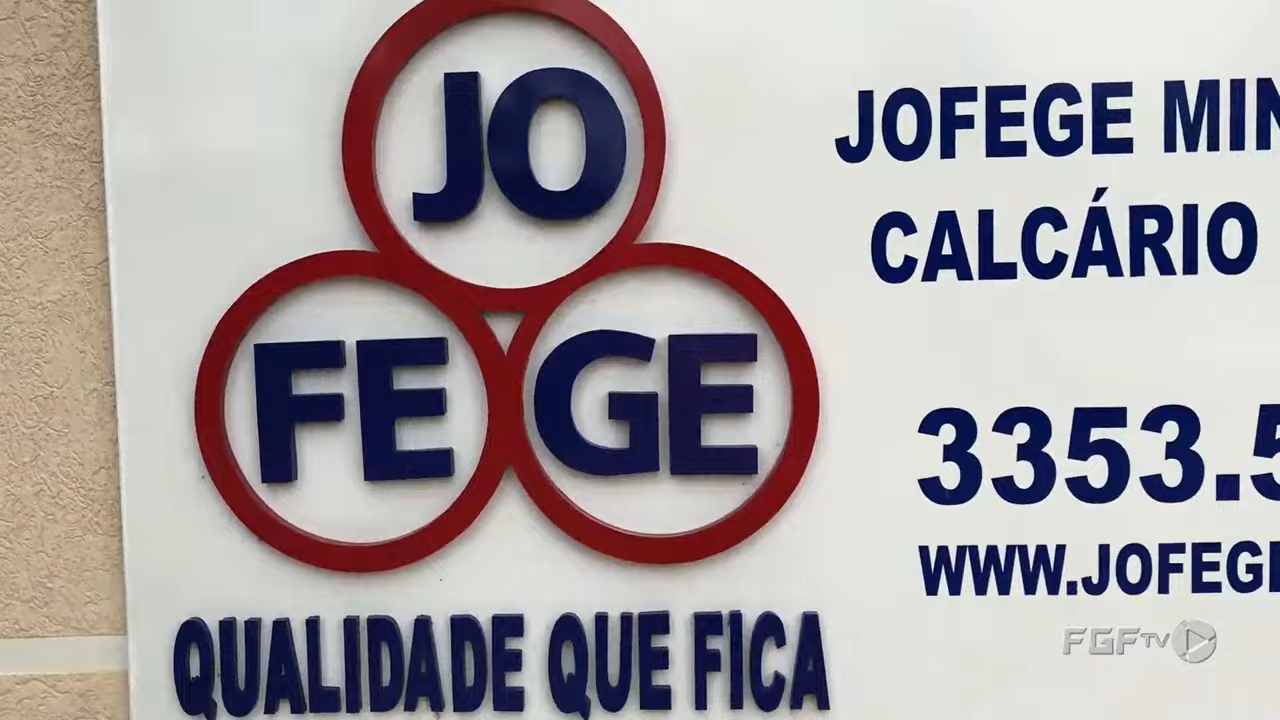 JO
FE GE
QUALIDADE QUE FICA
JOFEGE MIN
CALCÁRIO
3353.5
WWW.JOFEGE
FGFTV